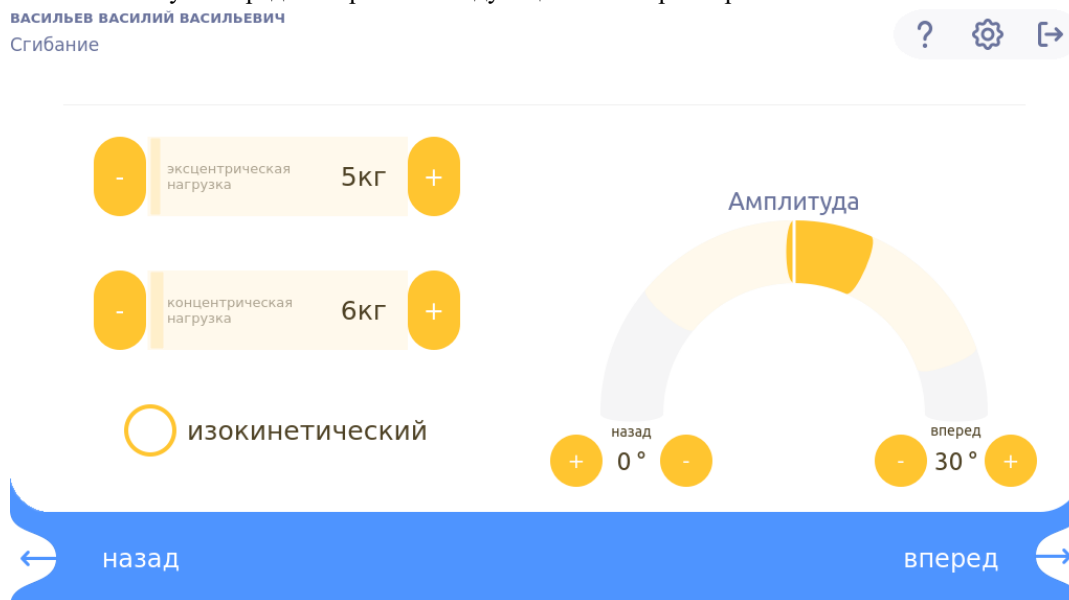 ВАСИЛЬЕВ ВАСИЛИЙ ВАСИЛЬЕВИЧ
Сгибание
?
- эксцентрическая 5кг +
нагрузка
Амплитуда
- концентрическая 6кг +
нагрузка
изокинетический
назад
+ 0 ° -
вперед
- 30 ° +
назад
вперед